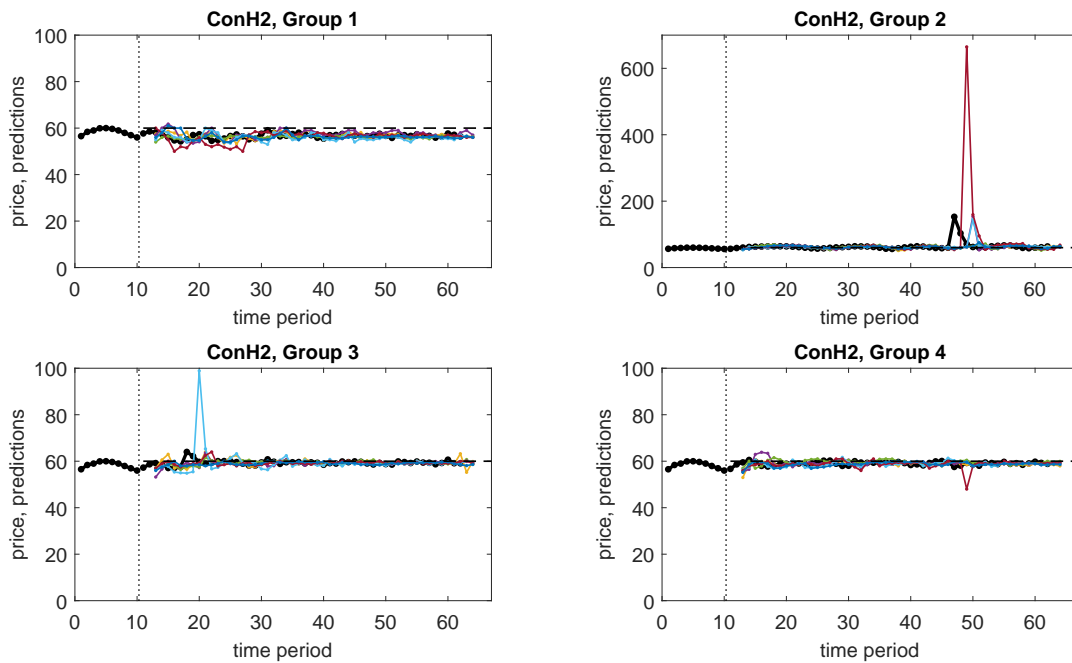 ConH2, Group 1
100
80
60
40
20
0
price, predictions
0 10 20 30 40 50 60
time period
ConH2, Group 2
600
400
200
0
price, predictions
0 10 20 30 40 50 60
time period
ConH2, Group 3
100
80
60
40
20
0
price, predictions
0 10 20 30 40 50 60
time period
ConH2, Group 4
100
80
60
40
20
0
price, predictions
0 10 20 30 40 50 60
time period